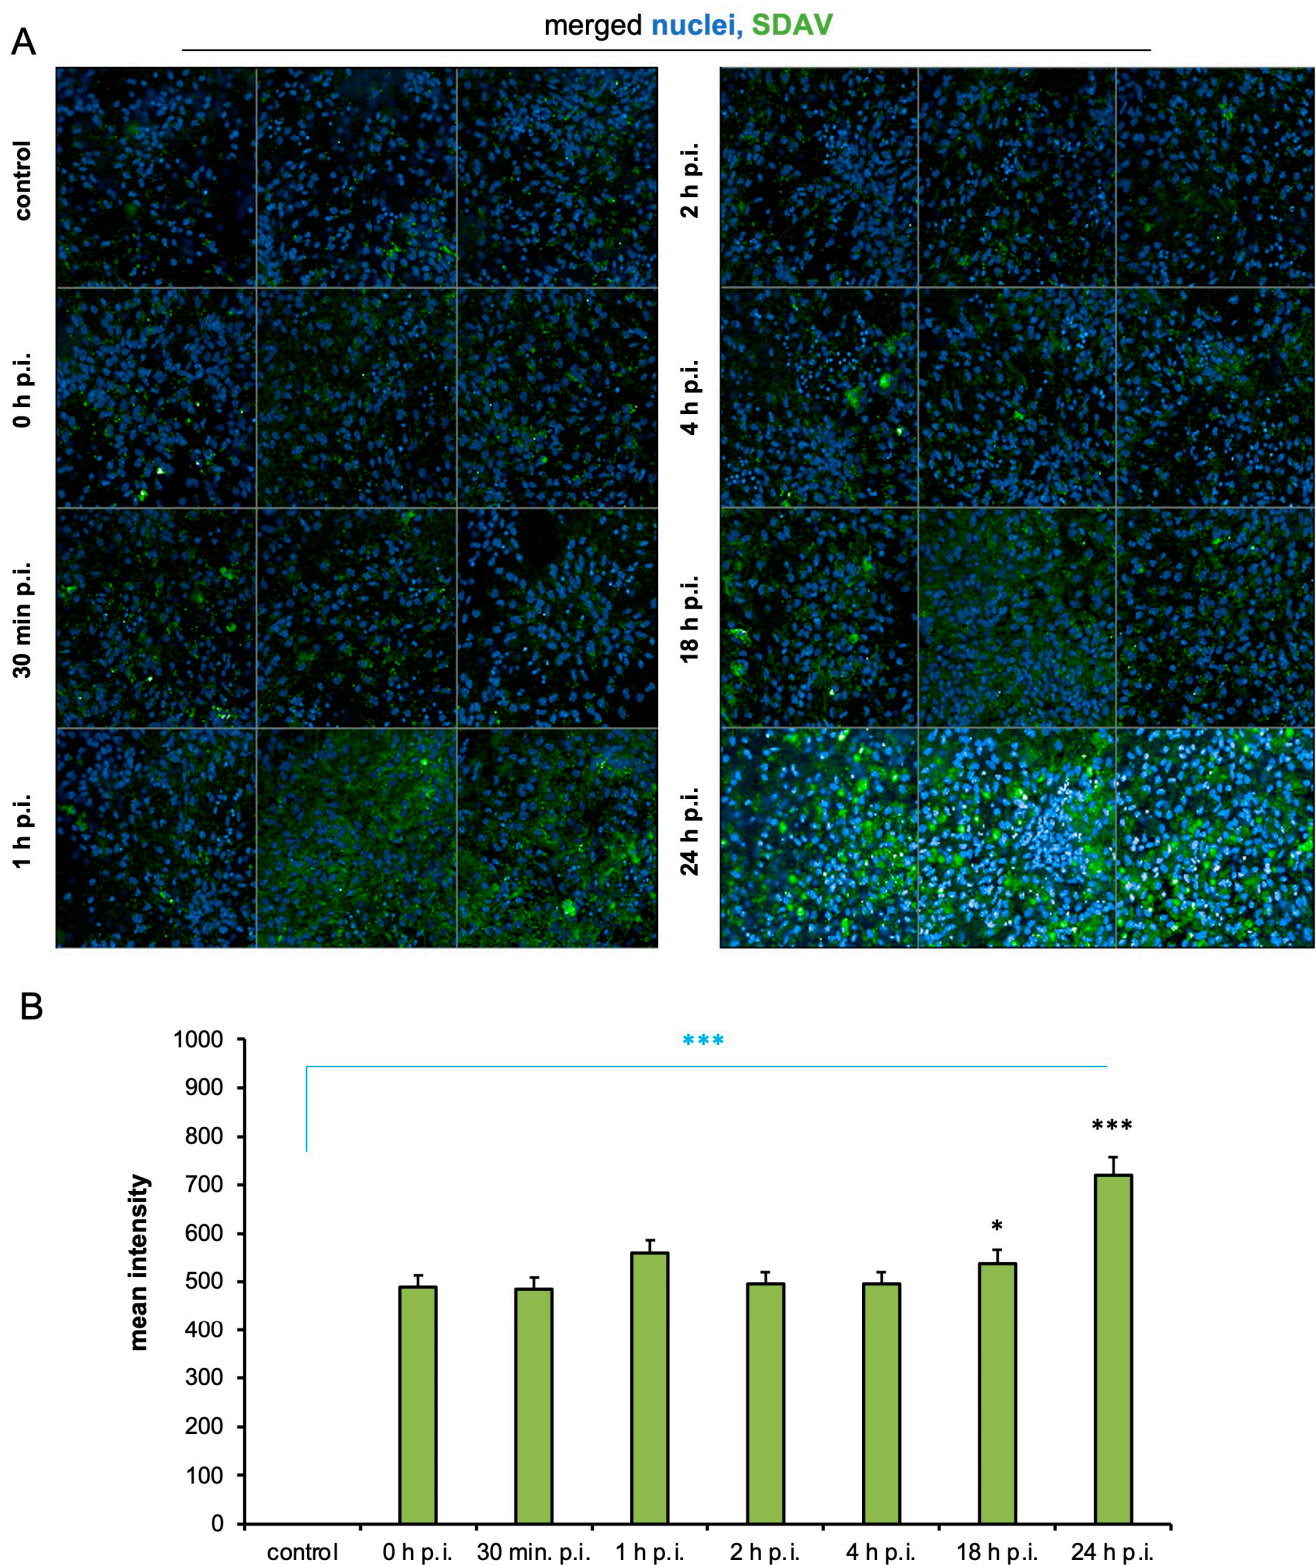 A
merged nuclei, SDAV
control
0 h p.i.
30 min p.i.
1 h p.i.
2 h p.i.
4 h p.i.
18 h p.i.
24 h p.i.
B
mean intensity
1000
900
800
700
600
500
400
300
200
100
0
***
*
***
control
0 h p.i.
30 min. p.i.
1 h p.i.
2 h p.i.
4 h p.i.
18 h p.i.
24 h p.i.